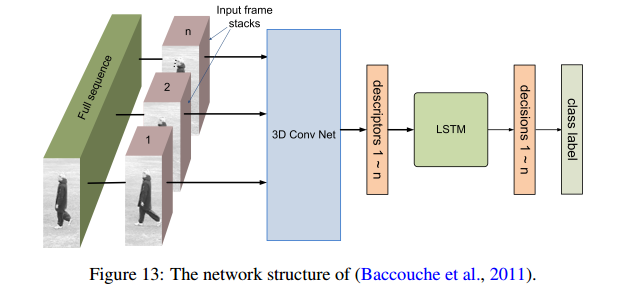 Input frame
stacks
n
2
1
Full sequence
3D Conv Net
descriptors 1 ~ n
LSTM
decisions 1 ~ n
class label
Figure 13: The network structure of (Baccouche et al., 2011).